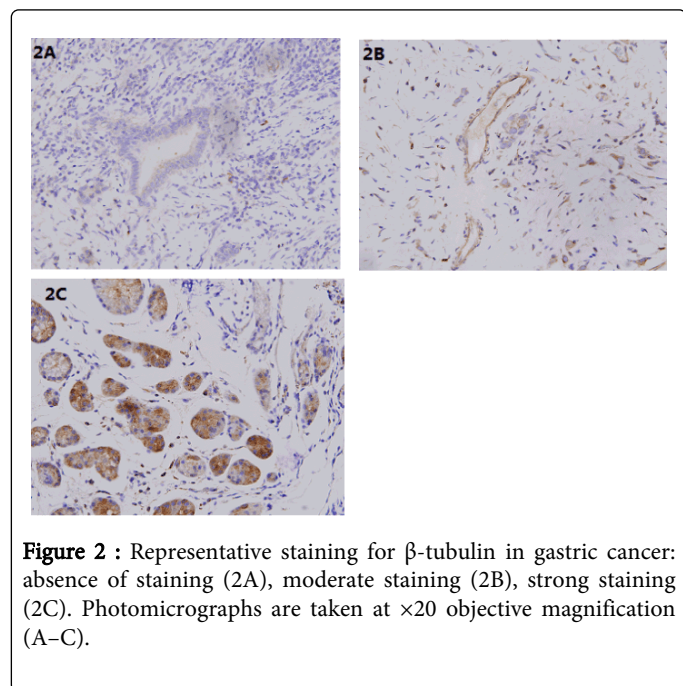 2A
2B
2C
Figure 2 : Representative staining for β-tubulin in gastric cancer:
absence of staining (2A), moderate staining (2B), strong staining
(2C). Photomicrographs are taken at ×20 objective magnification
(A–C).